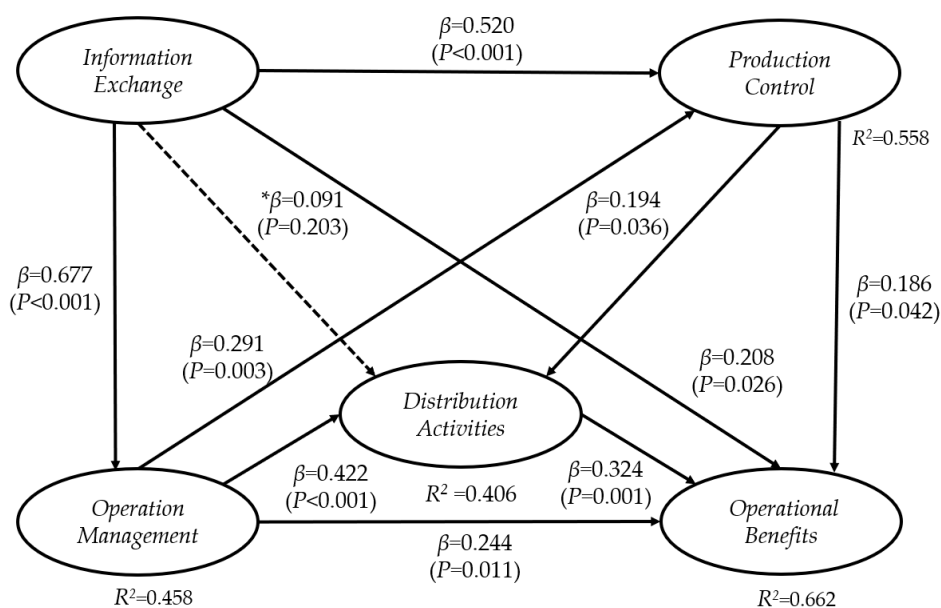 Information
Exchange
β=0.520
(P<0.001)
Production
Control
R²=0.558
*β=0.091
(P=0.203)
β=0.194
(P=0.036)
β=0.677
(P<0.001)
β=0.186
(P=0.042)
β=0.291
(P=0.003)
β=0.208
(P=0.026)
Distribution
Activities
β=0.422
(P<0.001)
R² =0.406
β=0.324
(P=0.001)
Operation
Management
β=0.244
(P=0.011)
Operational
Benefits
R²=0.458
R²=0.662